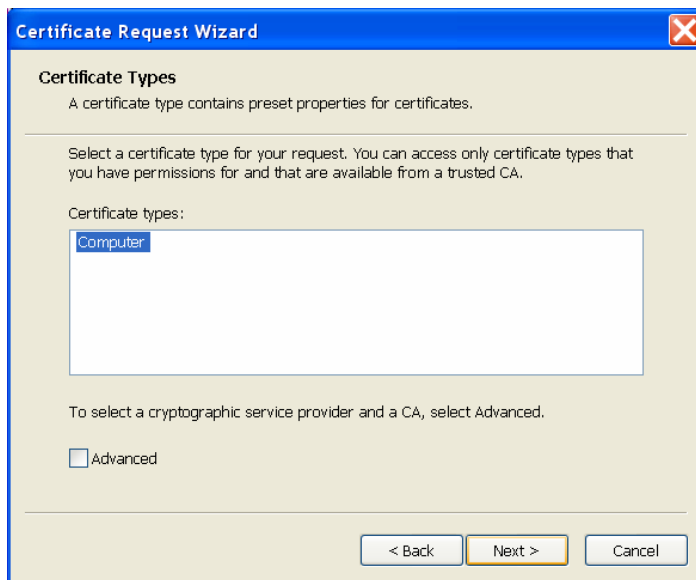 Certificate Request Wizard
Certificate Types
A certificate type contains preset properties for certificates.
Select a certificate type for your request. You can access only certificate types that
you have permissions for and that are available from a trusted CA.
Certificate types:
Computer
To select a cryptographic service provider and a CA, select Advanced.
Advanced
< Back Next > Cancel